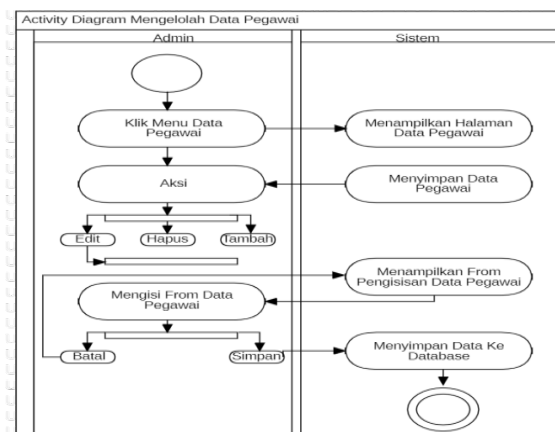 Activity Diagram Mengelolah Data Pegawai
Admin
Sistem
Klik Menu Data
Pegawai
Menampilkan Halaman
Data Pegawai
Aksi
Menyimpan Data
Pegawai
Edit
Hapus
Tambah
Menampilkan From
Pengisisan Data Pegawai
Mengisi From Data
Pegawai
Batal
Simpan
Menyimpan Data Ke
Database